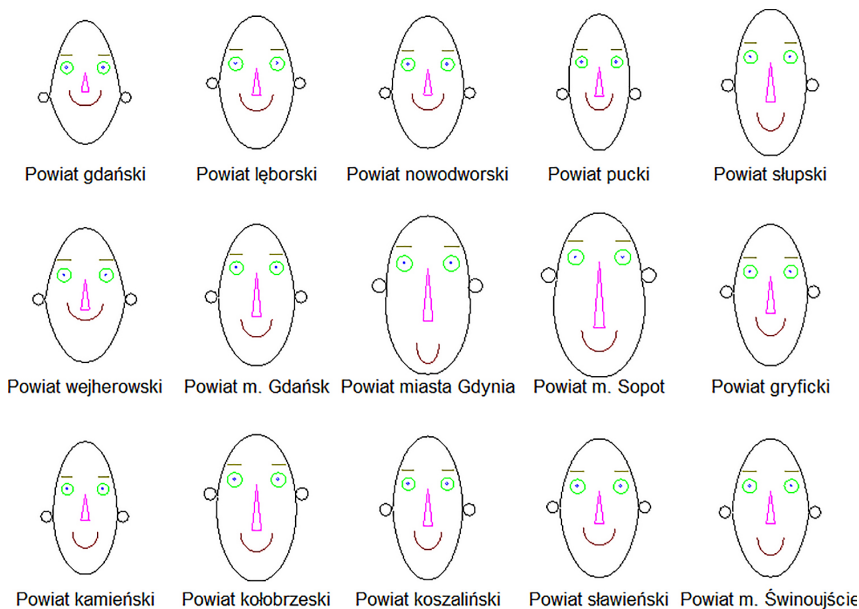 Powiat gdański Powiat lęborski Powiat nowodworski Powiat pucki Powiat słupski
Powiat wejherowski Powiat m. Gdańsk Powiat miasta Gdynia Powiat m. Sopot Powiat gryficki
Powiat kamieński Powiat kołobrzeski Powiat koszaliński Powiat sławieński Powiat m. Świnoujście